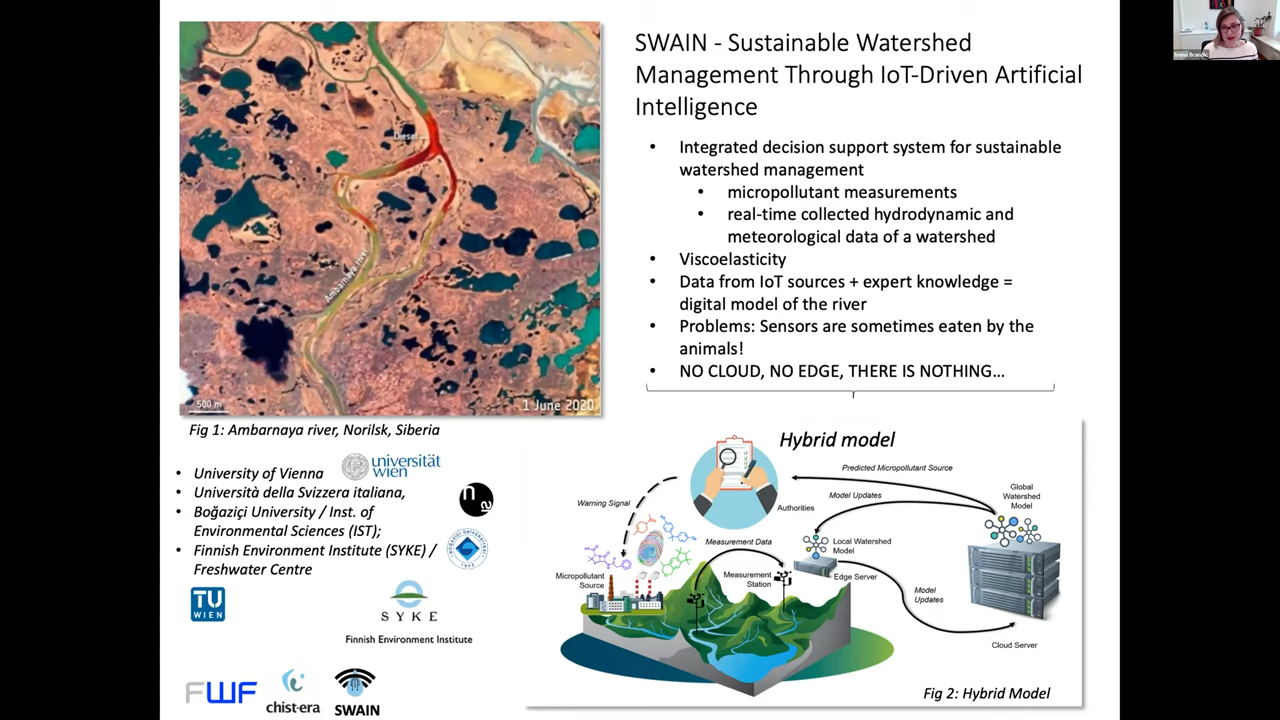 SWAIN - Sustainable Watershed
Management Through IoT-Driven Artificial
Intelligence
• Integrated decision support system for sustainable
watershed management
• micropollutant measurements
• real-time collected hydrodynamic and
meteorological data of a watershed
• Viscoelasticity
• Data from IoT sources + expert knowledge =
digital model of the river
• Problems: Sensors are sometimes eaten by the
animals!
• NO CLOUD, NO EDGE, THERE IS NOTHING...
Diesel
Ambarnaya river
500 m
1 June 2020
Fig 1: Ambarnaya river, Norilsk, Siberia
• University of Vienna
universität
wien
• Università della Svizzera italiana,
• Boğaziçi University / Inst. of
Environmental Sciences (IST);
• Finnish Environment Institute (SYKE) /
Freshwater Centre
TU
WIEN
SYKE
Finnish Environment Institute
FWF
chist-era
SWAIN
Hybrid model
Predicted Micropollutant Source
Global
Watershed
Model
Model Updates
Warning Signal
Authorities
Measurement Data
Local Watershed
Model
Micropollutant
Source
Measurement
Station
Edge Server
Model
Updates
Cloud Server
Fig 2: Hybrid Model
Ivona Brandic